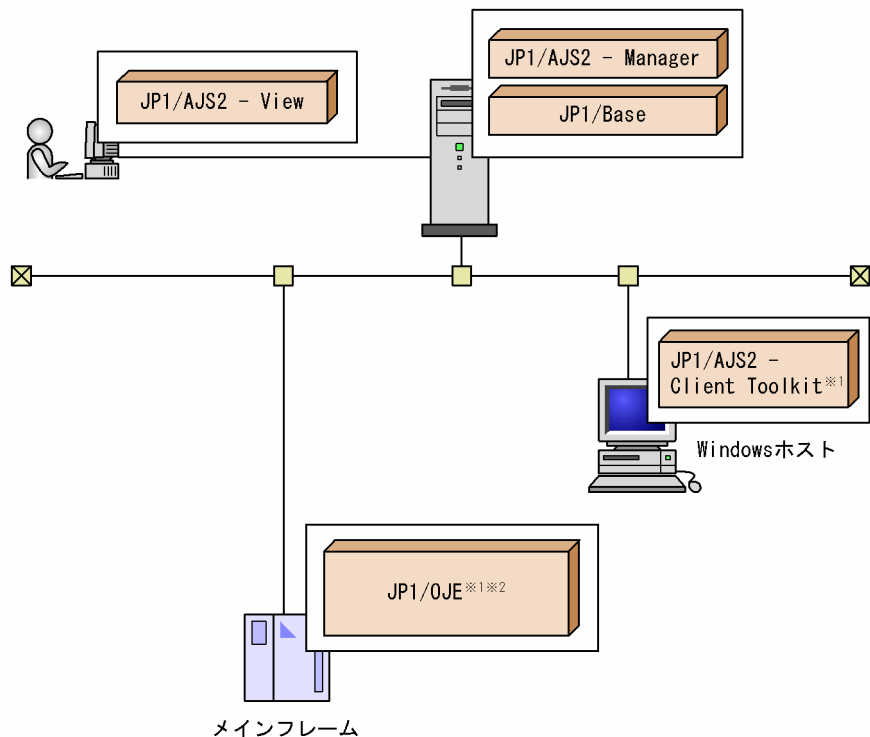 JP1/AJS2 - View
JP1/AJS2 - Manager
JP1/Base
JP1/AJS2 -
Client Toolkit※1
Windowsホスト
JP1/OJE※1※2
メインフレーム